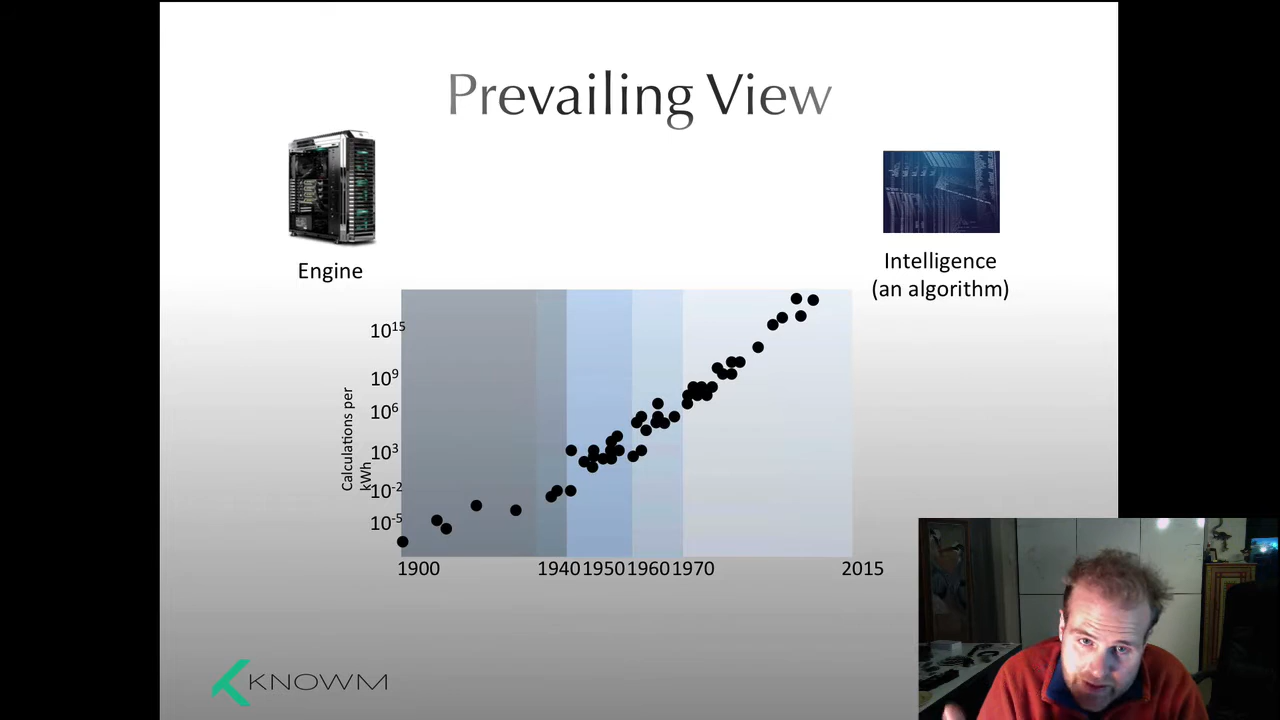 Prevailing View
Engine
Intelligence
(an algorithm)
Calculations per
kWh
10^15
10^9
10^6
10^3
10^-2
10^-5
1900
1940
1950
1960
1970
2015
KNOWM